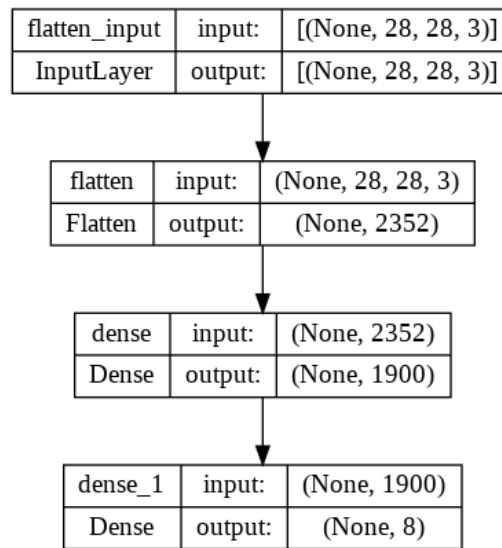 flatten_input input: [(None, 28, 28, 3)]
InputLayer output: [(None, 28, 28, 3)]
flatten input: (None, 28, 28, 3)
Flatten output: (None, 2352)
dense input: (None, 2352)
Dense output: (None, 1900)
dense_1 input: (None, 1900)
Dense output: (None, 8)